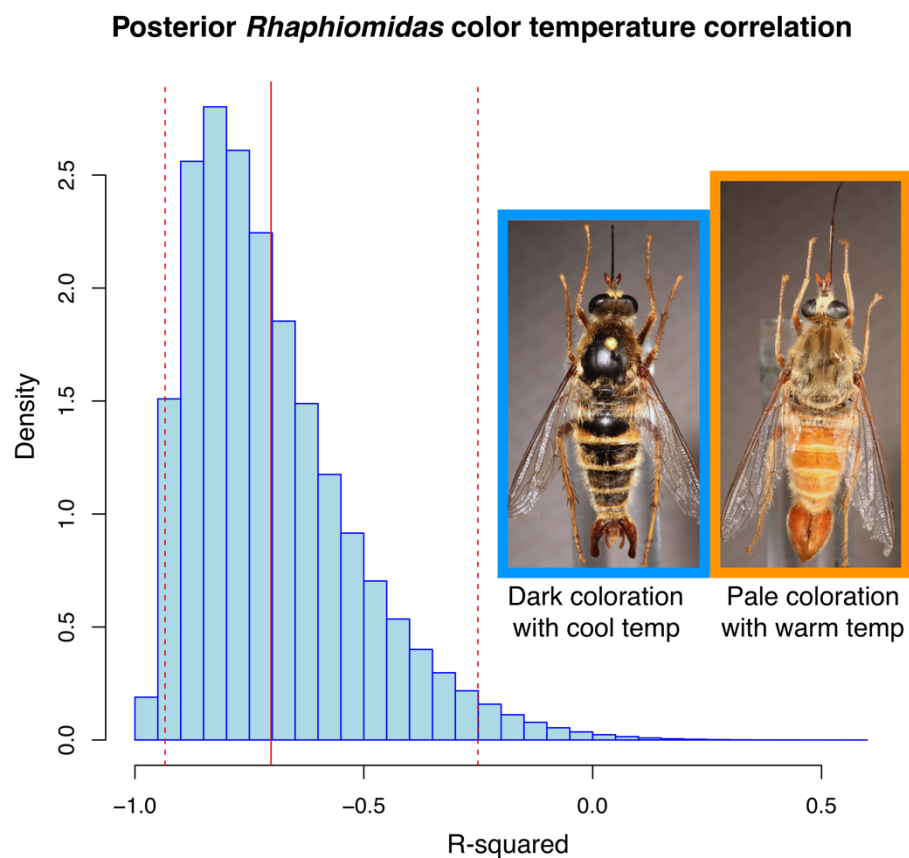 Posterior Rhaphiomidas color temperature correlation
Density
2.5
2.0
1.5
1.0
0.5
0.0
Dark coloration
with cool temp
Pale coloration
with warm temp
−1.0
−0.5
0.0
0.5
R-squared